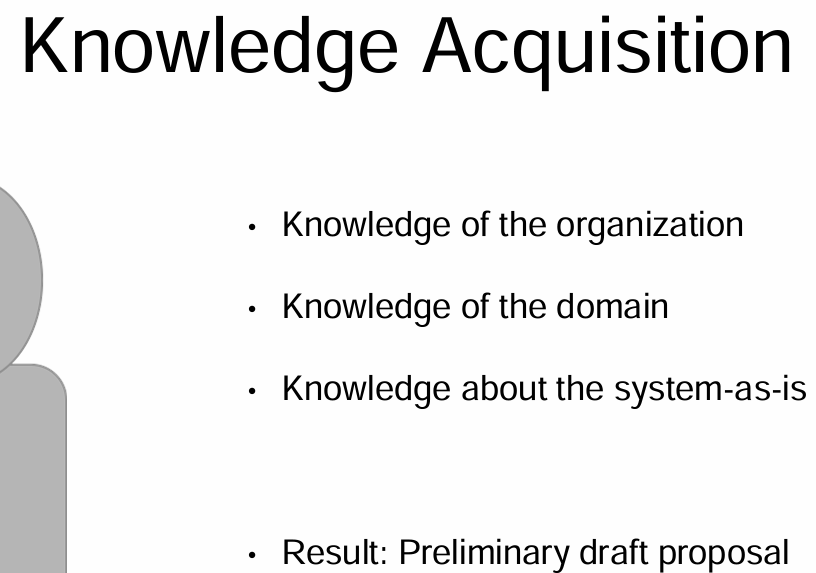 Knowledge Acquisition
• Knowledge of the organization
• Knowledge of the domain
• Knowledge about the system-as-is
• Result: Preliminary draft proposal